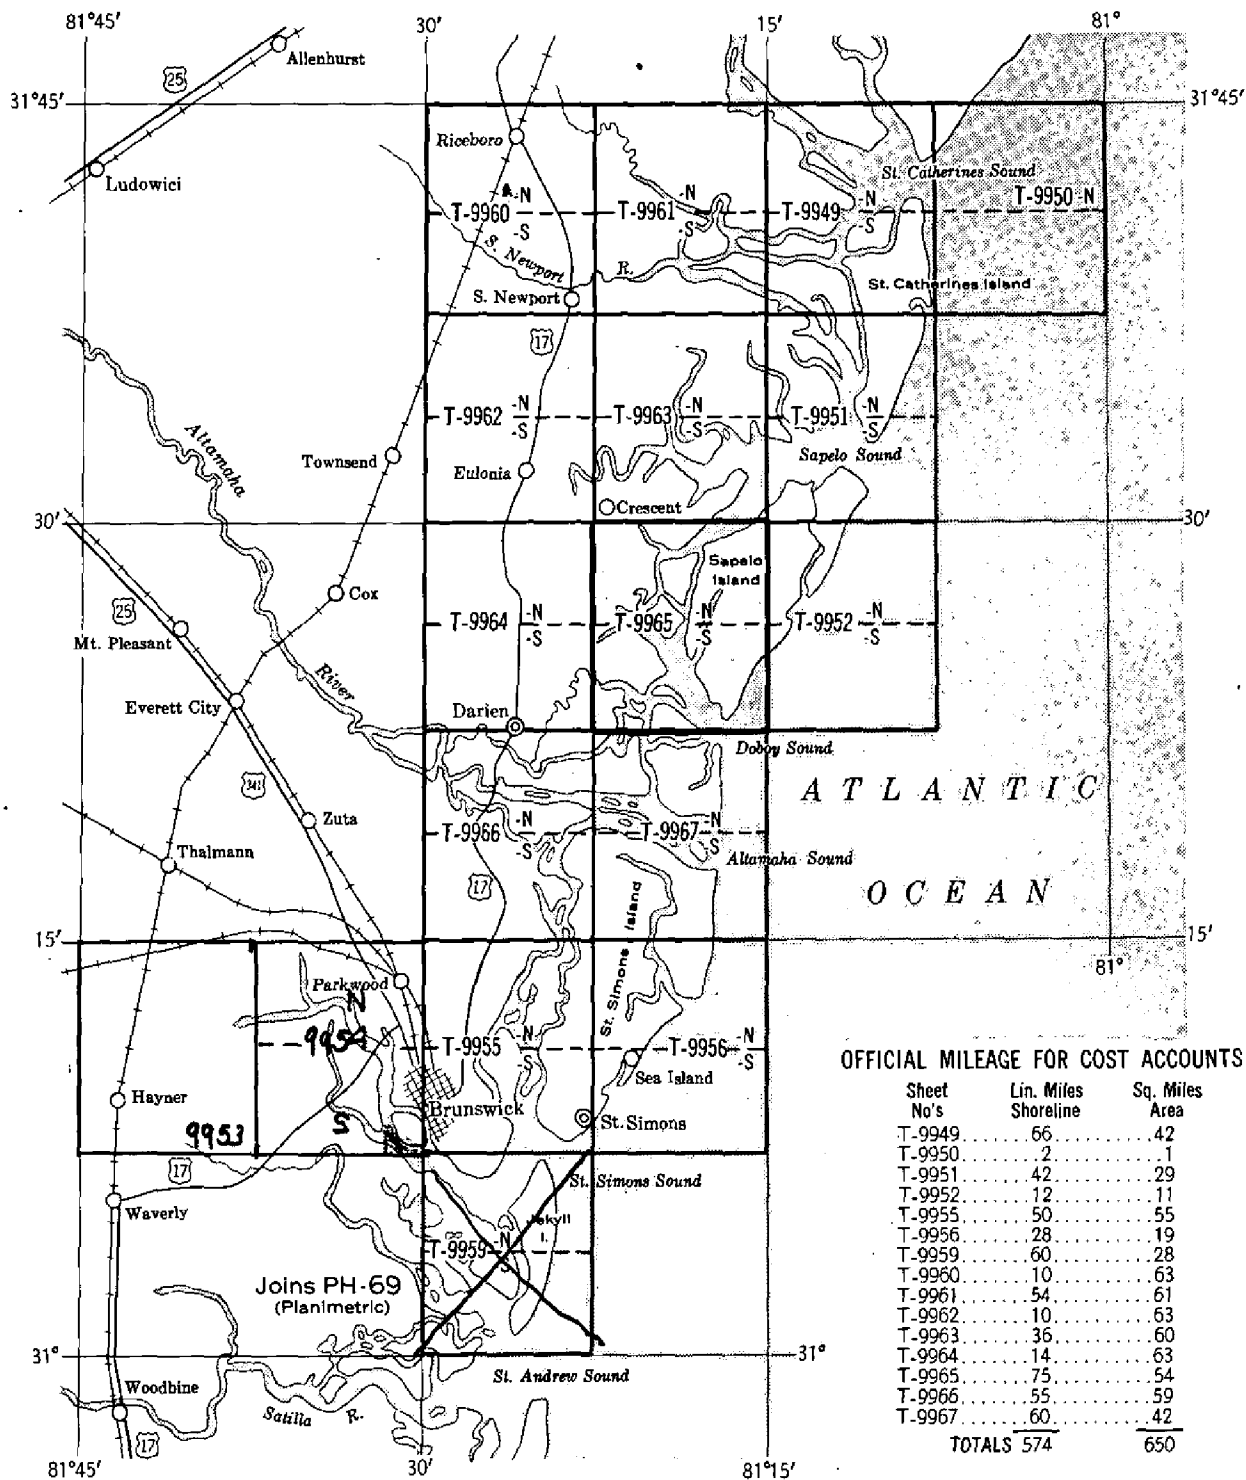 81°45′
30′
15′
81°
Allenhurst
25
31°45′
31°45′
Riceboro
Ludowici
St. Catherines Sound
T-9960 -N
-S
T-9961 -N
-S
T-9949 -N
-S
T-9950 -N
S. Newport
R.
St. Catherines Island
S. Newport
17
T-9962 -N
-S
T-9963 -N
-S
T-9951 -N
-S
Altamaha
Townsend
Eulonia
Sapelo Sound
Crescent
30′
30′
Sapelo
Island
Cox
25
T-9964 -N
-S
T-9965 -N
-S
T-9952 -N
-S
Mt. Pleasant
River
Everett City
Darien
Doboy Sound
341
ATLANTIC
Zuta
T-9966 -N
-S
T-9967 -N
-S
Thalmann
Altamaha Sound
17
OCEAN
St. Simons Island
15′
15′
81°
Parkwood
N
9954
T-9955 -N
-S
T-9956 -N
-S
Sea Island
Hayner
Brunswick
St. Simons
9953
S
17
St. Simons Sound
Waverly
Jekyll
I.
T-9959 -N
S
Joins PH-69
(Planimetric)
31°
31°
St. Andrew Sound
Woodbine
Satilla R.
17
81°45′
30′
81°15′
OFFICIAL MILEAGE FOR COST ACCOUNTS
Sheet Lin. Miles Sq. Miles
No's Shoreline Area
T-9949 66 42
T-9950 2 1
T-9951 42 29
T-9952 12 11
T-9955 50 55
T-9956 28 19
T-9959 60 28
T-9960 10 63
T-9961 54 61
T-9962 10 63
T-9963 36 60
T-9964 14 63
T-9965 75 54
T-9966 55 59
T-9967 60 42
TOTALS 574 650